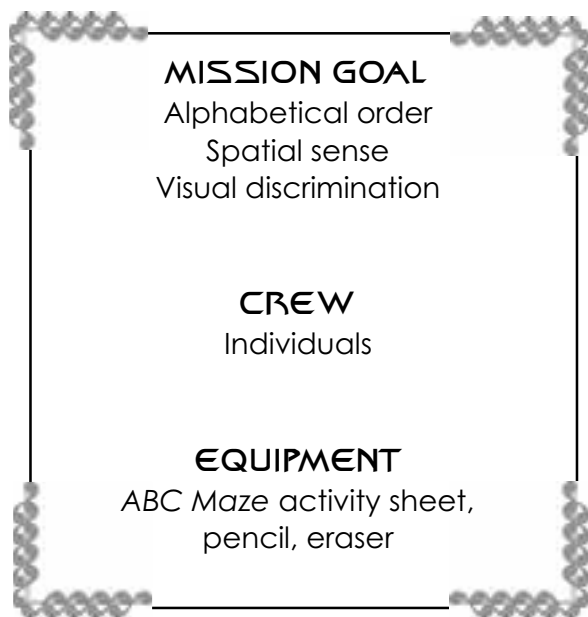 MISSION GOAL
Alphabetical order
Spatial sense
Visual discrimination
CREW
Individuals
EQUIPMENT
ABC Maze activity sheet,
pencil, eraser